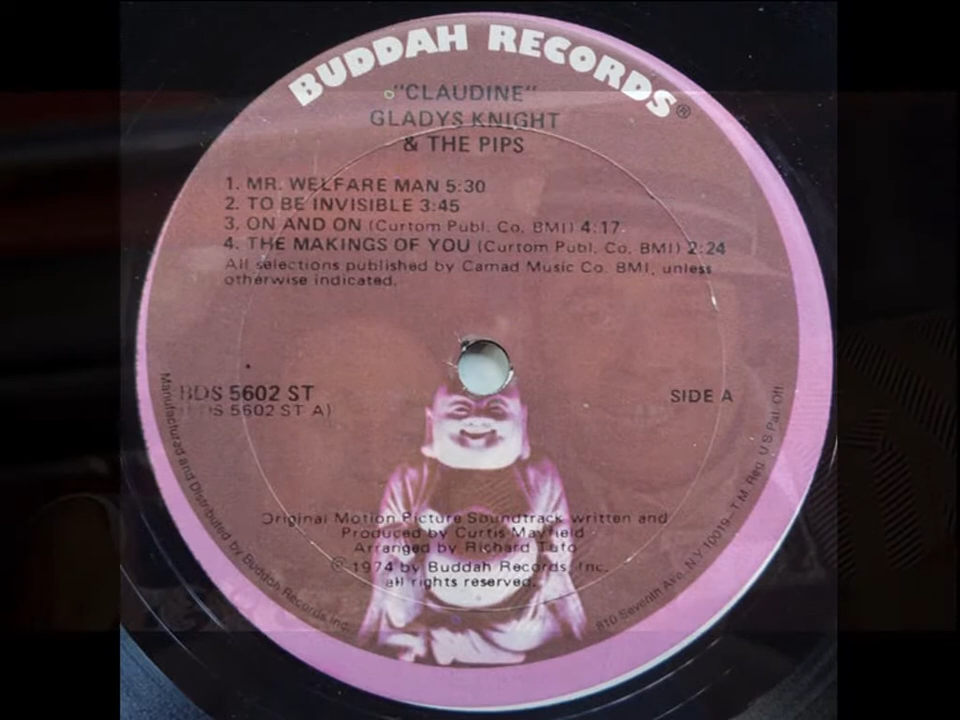 BUDDAH RECORDS®
"CLAUDINE"
GLADYS KNIGHT
& THE PIPS
1. MR. WELFARE MAN 5:30
2. TO BE INVISIBLE 3:45
3. ON AND ON (Curtom Publ. Co. BMI) 4:17
4. THE MAKINGS OF YOU (Curtom Publ. Co. BMI) 2:24
All selections published by Camad Music Co. BMI, unless
otherwise indicated.
BDS 5602 ST
(BDS 5602 ST A)
SIDE A
Original Motion Picture Soundtrack written and
Produced by Curtis Mayfield
Arranged by Richard Tufo
© 1974 by Buddah Records, Inc.
all rights reserved.
Manufactured and Distributed by Buddah Records Inc.
810 Seventh Ave. N.Y. 10019-T.M. Reg. U.S. Pat. Off.